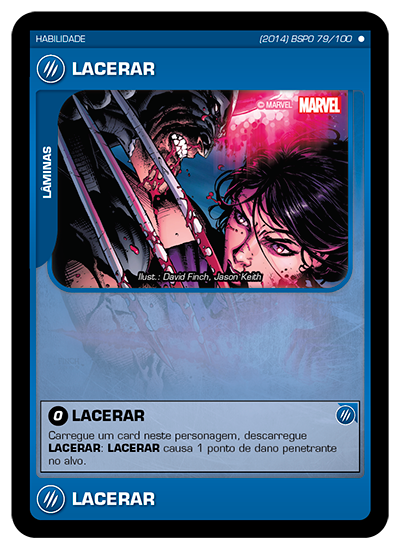 HABILIDADE
(2014) BSP0 79/100 ●
LACERAR
© MARVEL MARVEL
LÂMINAS
Ilust.: David Finch, Jason Keith
0 LACERAR
Carregue um card neste personagem, descarregue
LACERAR: LACERAR causa 1 ponto de dano penetrante
no alvo.
LACERAR